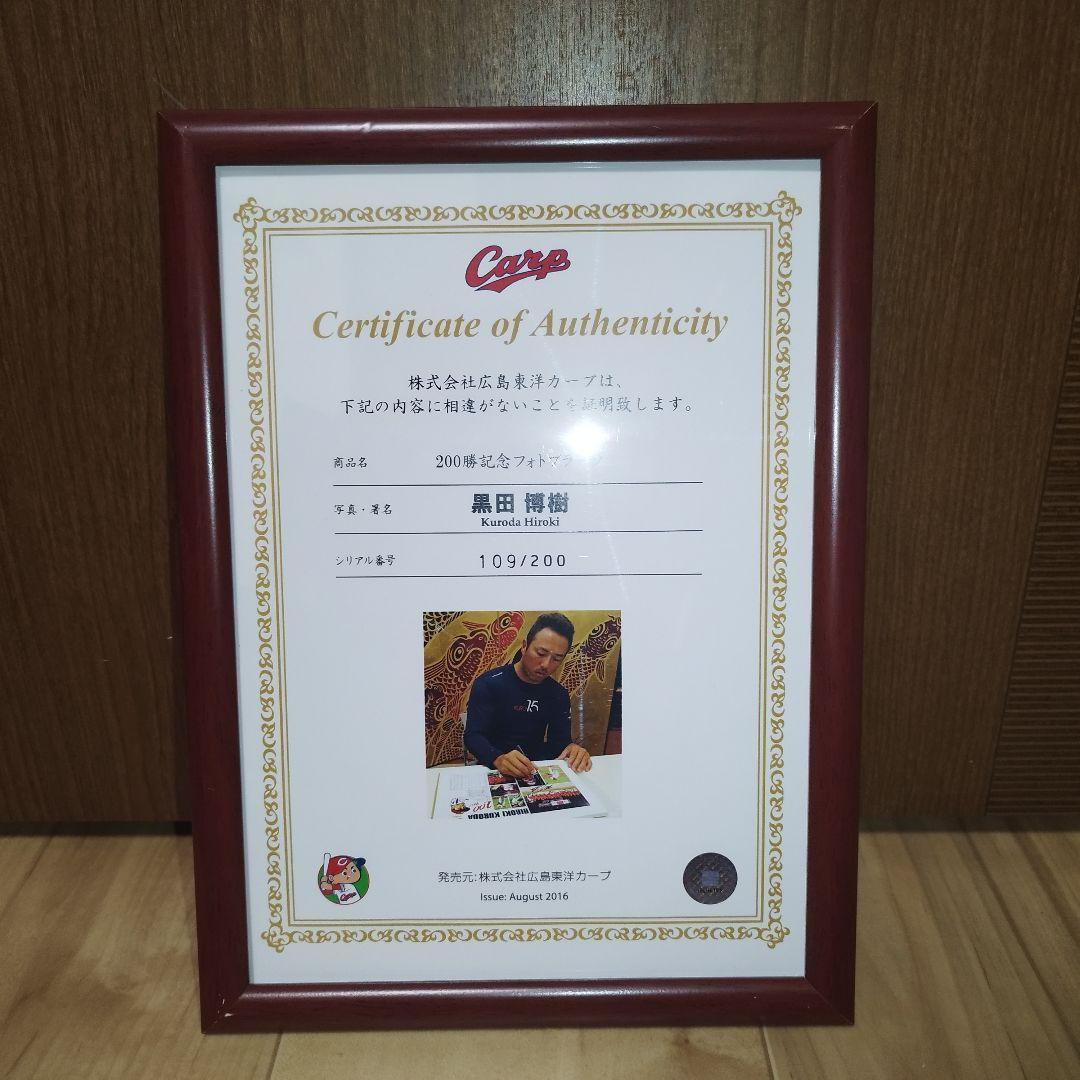 Carp
Certificate of Authenticity
株式会社広島東洋カープは、
下記の内容に相違がないことを証明致します。
商品名 200勝記念フォト
写真・署名 黒田 博樹
Kuroda Hiroki
シリアル番号 109/200
15
HIROKI KURODA
発売元:株式会社広島東洋カープ
Issue: August 2016